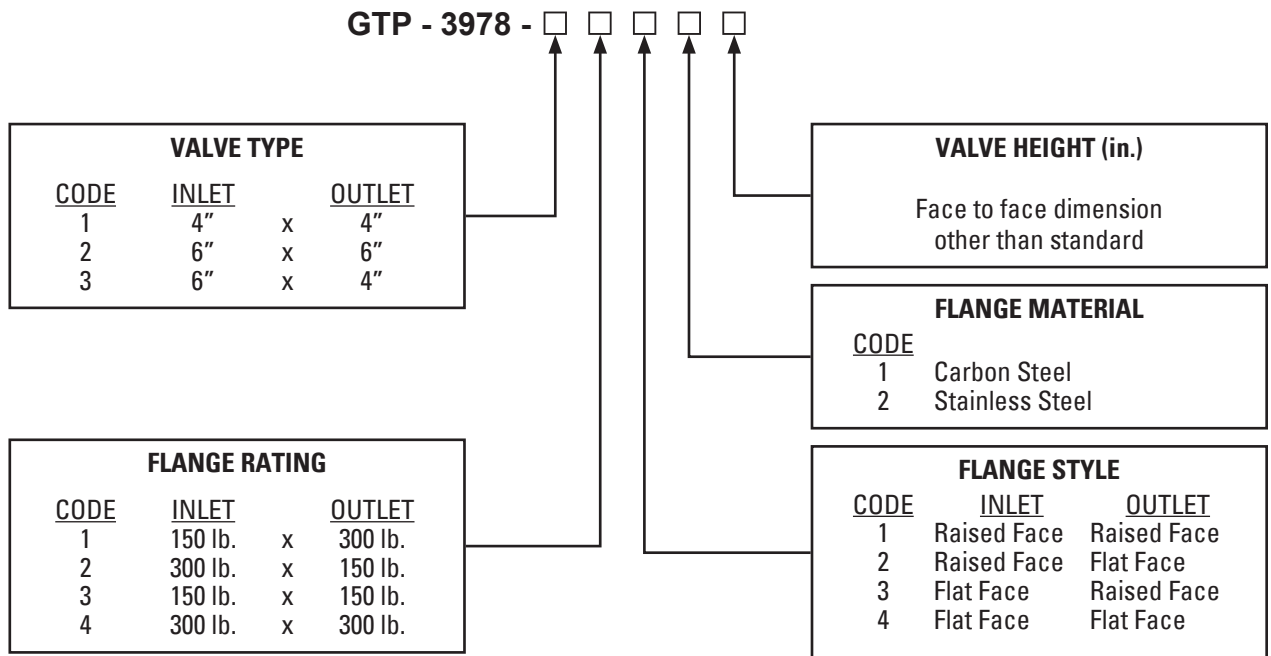 GTP - 3978 - □ □ □ □ □
VALVE TYPE
CODE INLET OUTLET
1 4” x 4”
2 6” x 6”
3 6” x 4”
FLANGE RATING
CODE INLET OUTLET
1 150 lb. x 300 lb.
2 300 lb. x 150 lb.
3 150 lb. x 150 lb.
4 300 lb. x 300 lb.
VALVE HEIGHT (in.)
Face to face dimension
other than standard
FLANGE MATERIAL
CODE
1 Carbon Steel
2 Stainless Steel
FLANGE STYLE
CODE INLET OUTLET
1 Raised Face Raised Face
2 Raised Face Flat Face
3 Flat Face Raised Face
4 Flat Face Flat Face